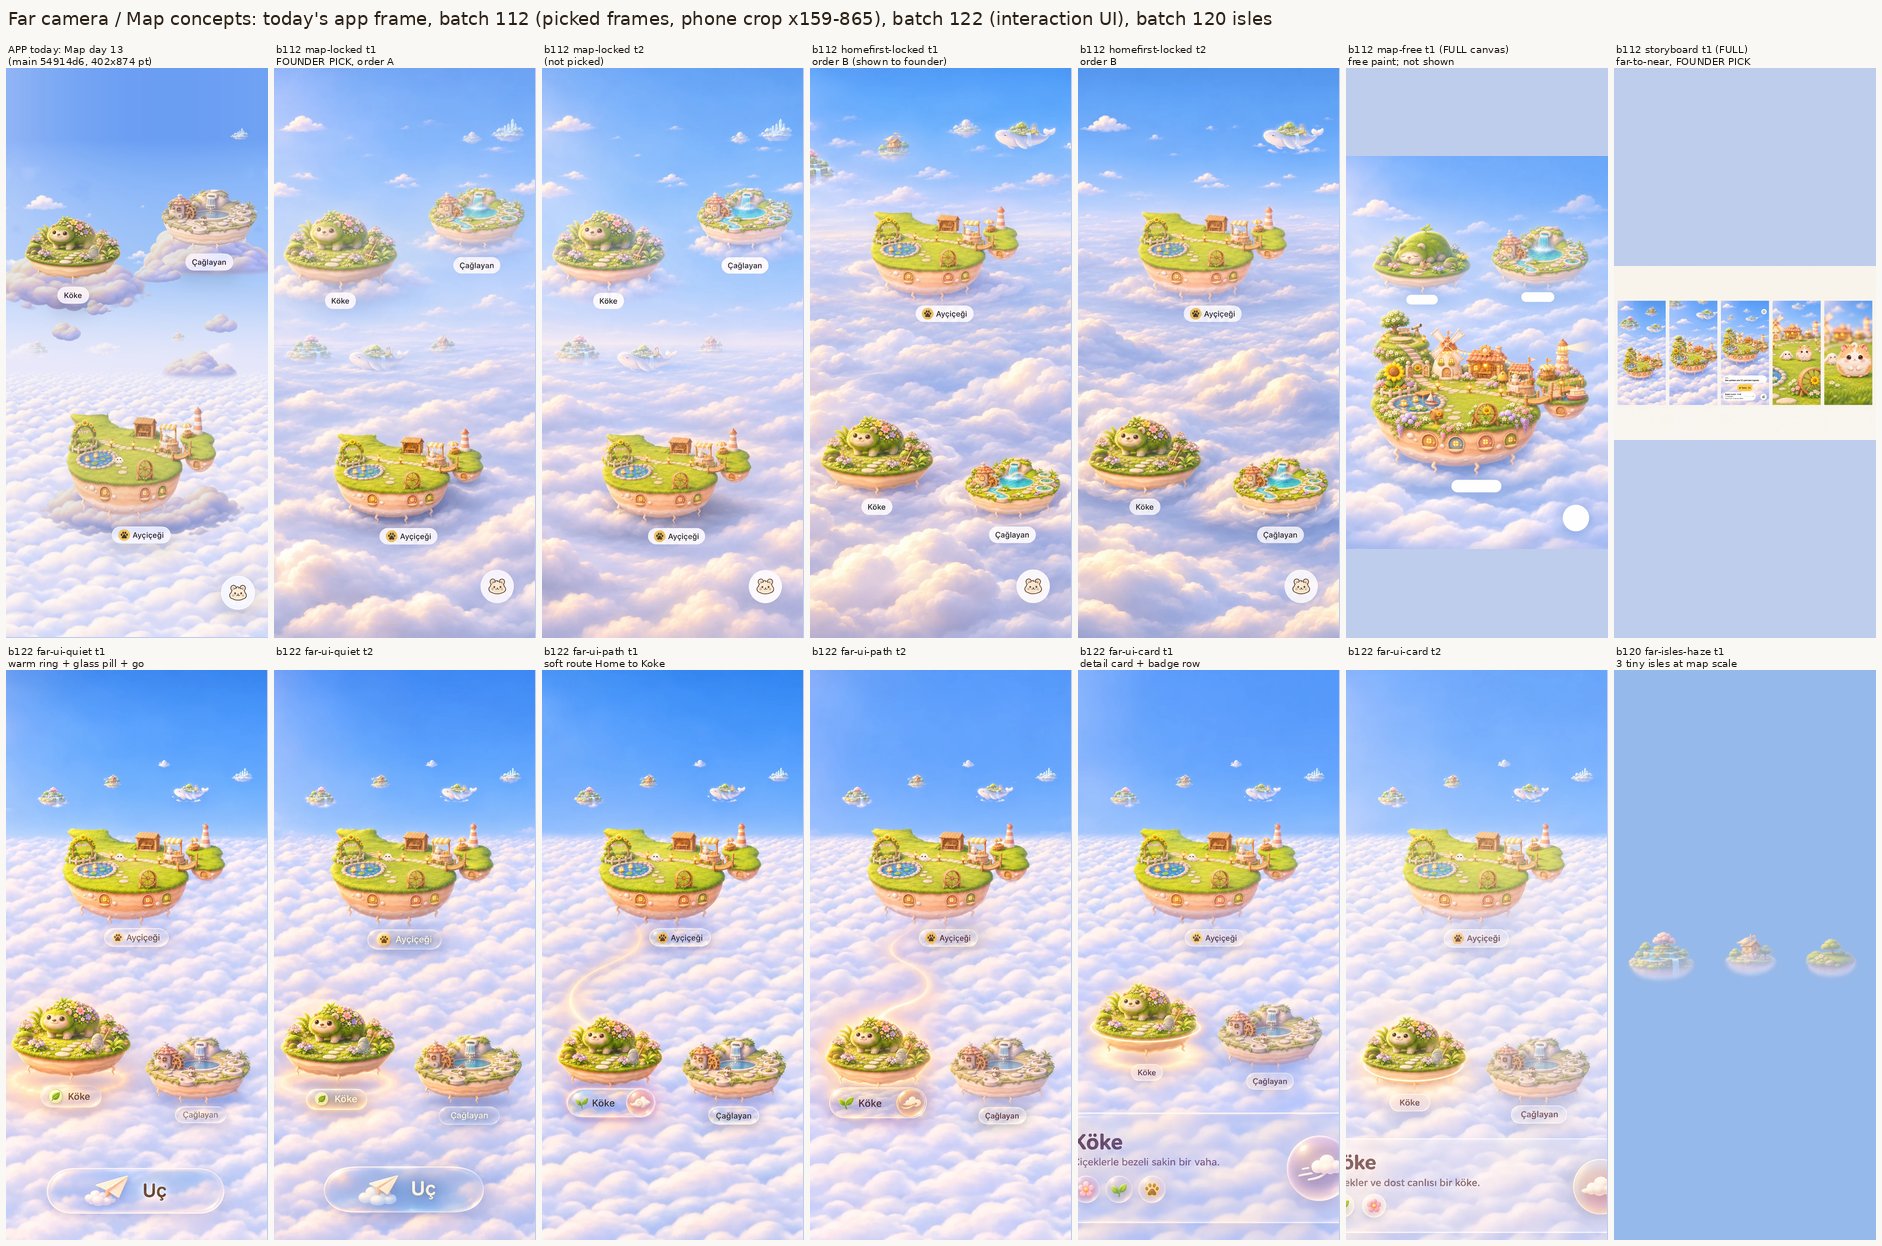 Far camera / Map concepts: today's app frame, batch 112 (picked frames, phone crop x159-865), batch 122 (interaction UI), batch 120 isles
APP today: Map day 13
(main 54914d6, 402x874 pt)
b112 map-locked t1
FOUNDER PICK, order A
b112 map-locked t2
(not picked)
b112 homefirst-locked t1
order B (shown to founder)
b112 homefirst-locked t2
order B
b112 map-free t1 (FULL canvas)
free paint; not shown
b112 storyboard t1 (FULL)
far-to-near, FOUNDER PICK
Çağlayan
Köke
Ayçiçeği
Çağlayan
Köke
Ayçiçeği
Çağlayan
Köke
Ayçiçeği
Ayçiçeği
Köke
Çağlayan
Ayçiçeği
Köke
Çağlayan
b122 far-ui-quiet t1
warm ring + glass pill + go
b122 far-ui-quiet t2
b122 far-ui-path t1
soft route Home to Koke
b122 far-ui-path t2
b122 far-ui-card t1
detail card + badge row
b122 far-ui-card t2
b120 far-isles-haze t1
3 tiny isles at map scale
Ayçiçeği
Köke
Çağlayan
Uç
Ayçiçeği
Köke
Çağlayan
Uç
Ayçiçeği
Köke
Çağlayan
Ayçiçeği
Köke
Çağlayan
Ayçiçeği
Köke
Çağlayan
Köke
Çiçeklerle bezeli sakin bir vaha.
Ayçiçeği
Köke
Çağlayan
öke
ekler ve dost canlısı bir köke.